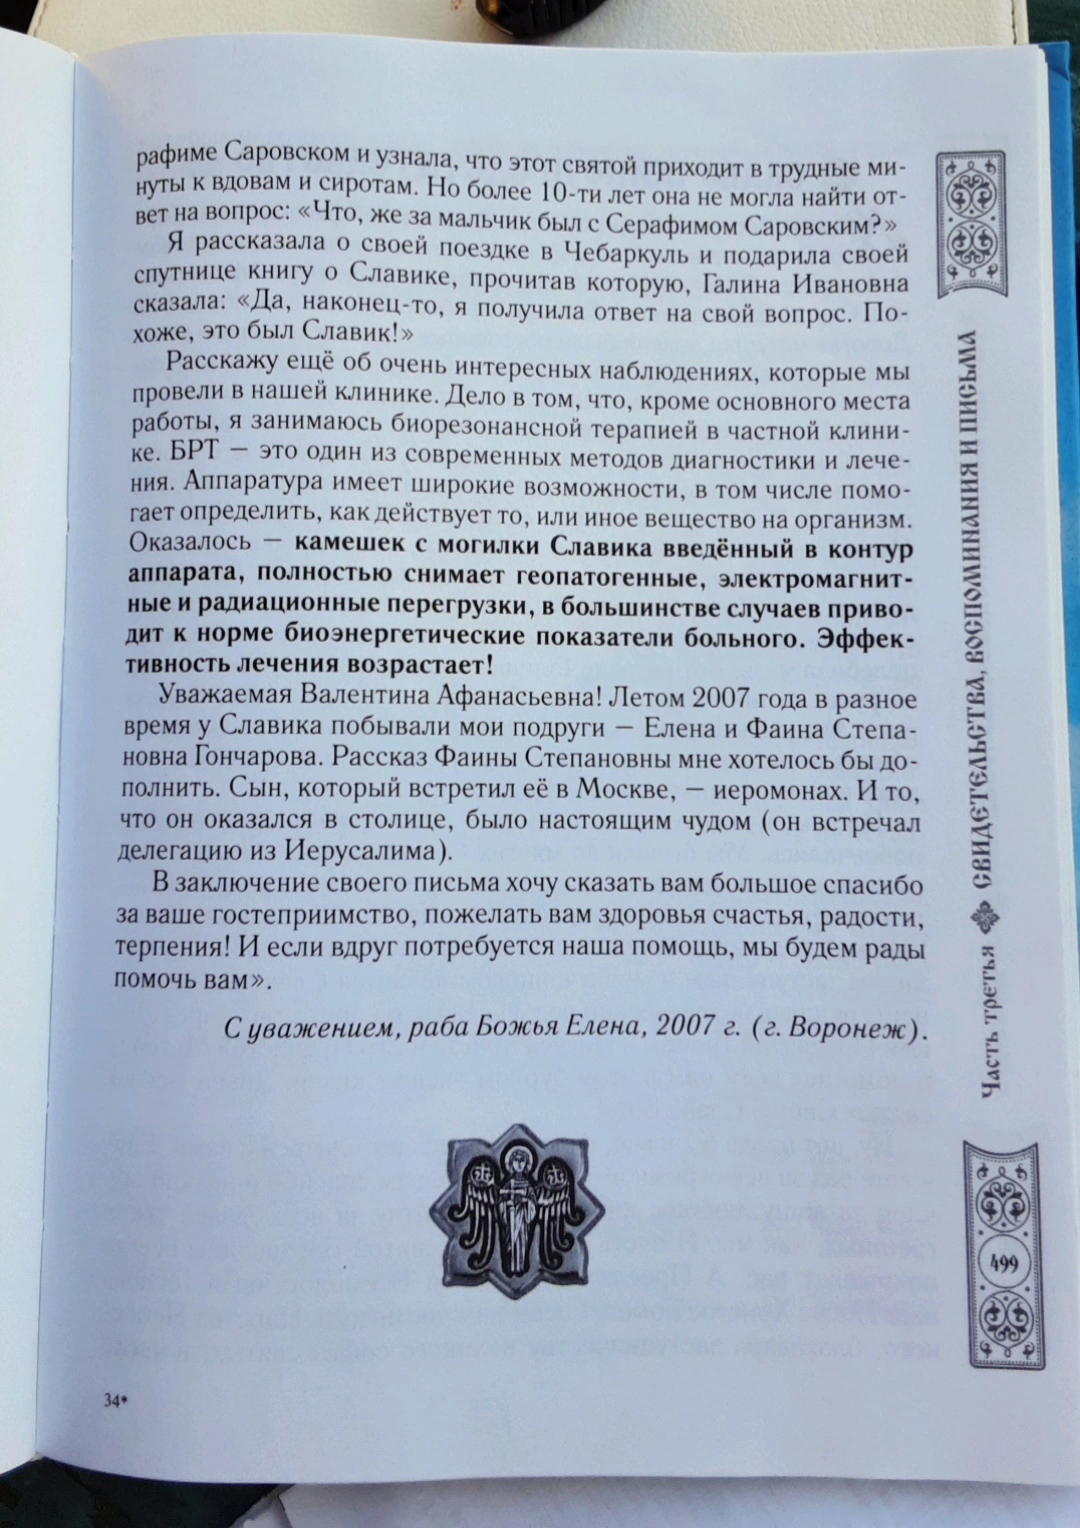 рафиме Саровском и узнала, что этот святой приходит в трудные ми-
нуты к вдовам и сиротам. Но более 10-ти лет она не могла найти от-
вет на вопрос: «Что, же за мальчик был с Серафимом Саровским?»
Я рассказала о своей поездке в Чебаркуль и подарила своей
спутнице книгу о Славике, прочитав которую, Галина Ивановна
сказала: «Да, наконец-то, я получила ответ на свой вопрос. По-
хоже, это был Славик!»
Расскажу ещё об очень интересных наблюдениях, которые мы
провели в нашей клинике. Дело в том, что, кроме основного места
работы, я занимаюсь биорезонансной терапией в частной клини-
ке. БРТ — это один из современных методов диагностики и лече-
ния. Аппаратура имеет широкие возможности, в том числе помо-
гает определить, как действует то, или иное вещество на организм.
Оказалось — камешек с могилки Славика введённый в контур
аппарата, полностью снимает геопатогенные, электромагнит-
ные и радиационные перегрузки, в большинстве случаев приво-
дит к норме биоэнергетические показатели больного. Эффек-
тивность лечения возрастает!
Уважаемая Валентина Афанасьевна! Летом 2007 года в разное
время у Славика побывали мои подруги — Елена и Фаина Степа-
новна Гончарова. Рассказ Фаины Степановны мне хотелось бы до-
полнить. Сын, который встретил её в Москве, — иеромонах. И то,
что он оказался в столице, было настоящим чудом (он встречал
делегацию из Иерусалима).
В заключение своего письма хочу сказать вам большое спасибо
за ваше гостеприимство, пожелать вам здоровья счастья, радости,
терпения! И если вдруг потребуется наша помощь, мы будем рады
помочь вам».
С уважением, раба Божья Елена, 2007 г. (г. Воронеж).
Часть третья СВИДЕТЕЛЬСТВА, ВОСПОМИНАНИЯ И ПИСЬМА
499
34*